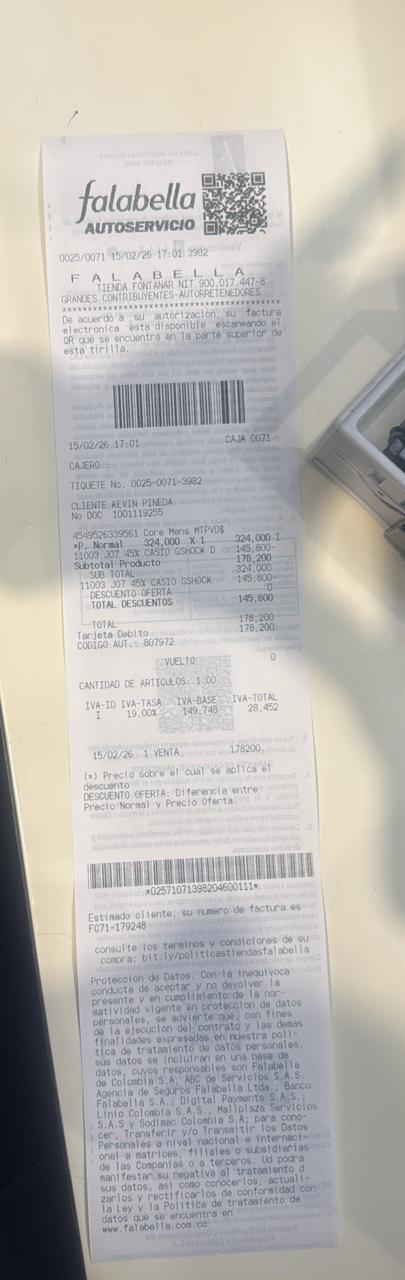 falabella
AUTOSERVICIO
0025/0071 15/02/26 17:01 3982
F A L A B E L L A
TIENDA FONTANAR NIT 900.017.447-8
GRANDES CONTRIBUYENTES-AUTORRETENEDORES
****************************************
De acuerdo a su autorización, su factura
electronica esta disponible escaneando el
QR que se encuentra en la parte superior de
esta tirilla.
15/02/26 17:01 CAJA 0071
CAJERO :
TIQUETE No. 0025-0071-3982
CLIENTE KEVIN PINEDA
No DOC 1001119255
4549526339561 Core Mens MTPVD$
*P. Normal 324,000 X 1 324,000 I
11003 J07 45% CASIO GSHOCK D 145,800-
Subtotal Producto 178,200
SUB TOTAL 324,000
11003 J07 45% CASIO GSHOCK 145,800-
DESCUENTO OFERTA 0
TOTAL DESCUENTOS 145,800
TOTAL 178,200
Tarjeta Debito 178,200
CODIGO AUT.: 807972
VUELTO 0
CANTIDAD DE ARTICULOS: 1.00
IVA-ID IVA-TASA IVA-BASE IVA-TOTAL
I 19.00% 149,748 28,452
15/02/26 1 VENTA 178200,
(*) Precio sobre el cual se aplica el
descuento
DESCUENTO OFERTA: Diferencia entre
Precio Normal y Precio Oferta.
*02571071398204600111*
Estimado cliente, su numero de factura es
FC71-179248
consulte los terminos y condiciones de su
compra: bit.ly/politicastiendasfalabella
Proteccion de Datos. Con la inequivoca
conducta de aceptar y no devolver la
presente y en cumplimiento de la nor-
matividad vigente en proteccion de datos
personales, se advierte que, con fines
de la ejecucion del contrato y las demas
finalidades expresadas en nuestra poli-
tica de tratamiento de datos personales,
sus datos se incluiran en una base de
datos, cuyos responsables son Falabella
de Colombia S.A, ABC de Servicios S.A.S.
Agencia de Seguros Falabella Ltda.; Banco
Falabella S.A.; Digital Payments S.A.S.;
Linio Colombia S.A.S., Mallplaza Servicios
S.A.S y Sodimac Colombia S.A; para cono-
cer, Transferir y/o Transmitir los Datos
Personales a nivel nacional e internaci-
onal a matrices, filiales o subsidiarias
de las Companias o a terceros. Ud podra
manifestar su negativa al tratamiento d
sus datos, asi como conocerlos, actuali-
zarlos y rectificarlos de conformidad con
la Ley y la Politica de tratamiento de
datos que se encuentra en
www.falabella.com.co